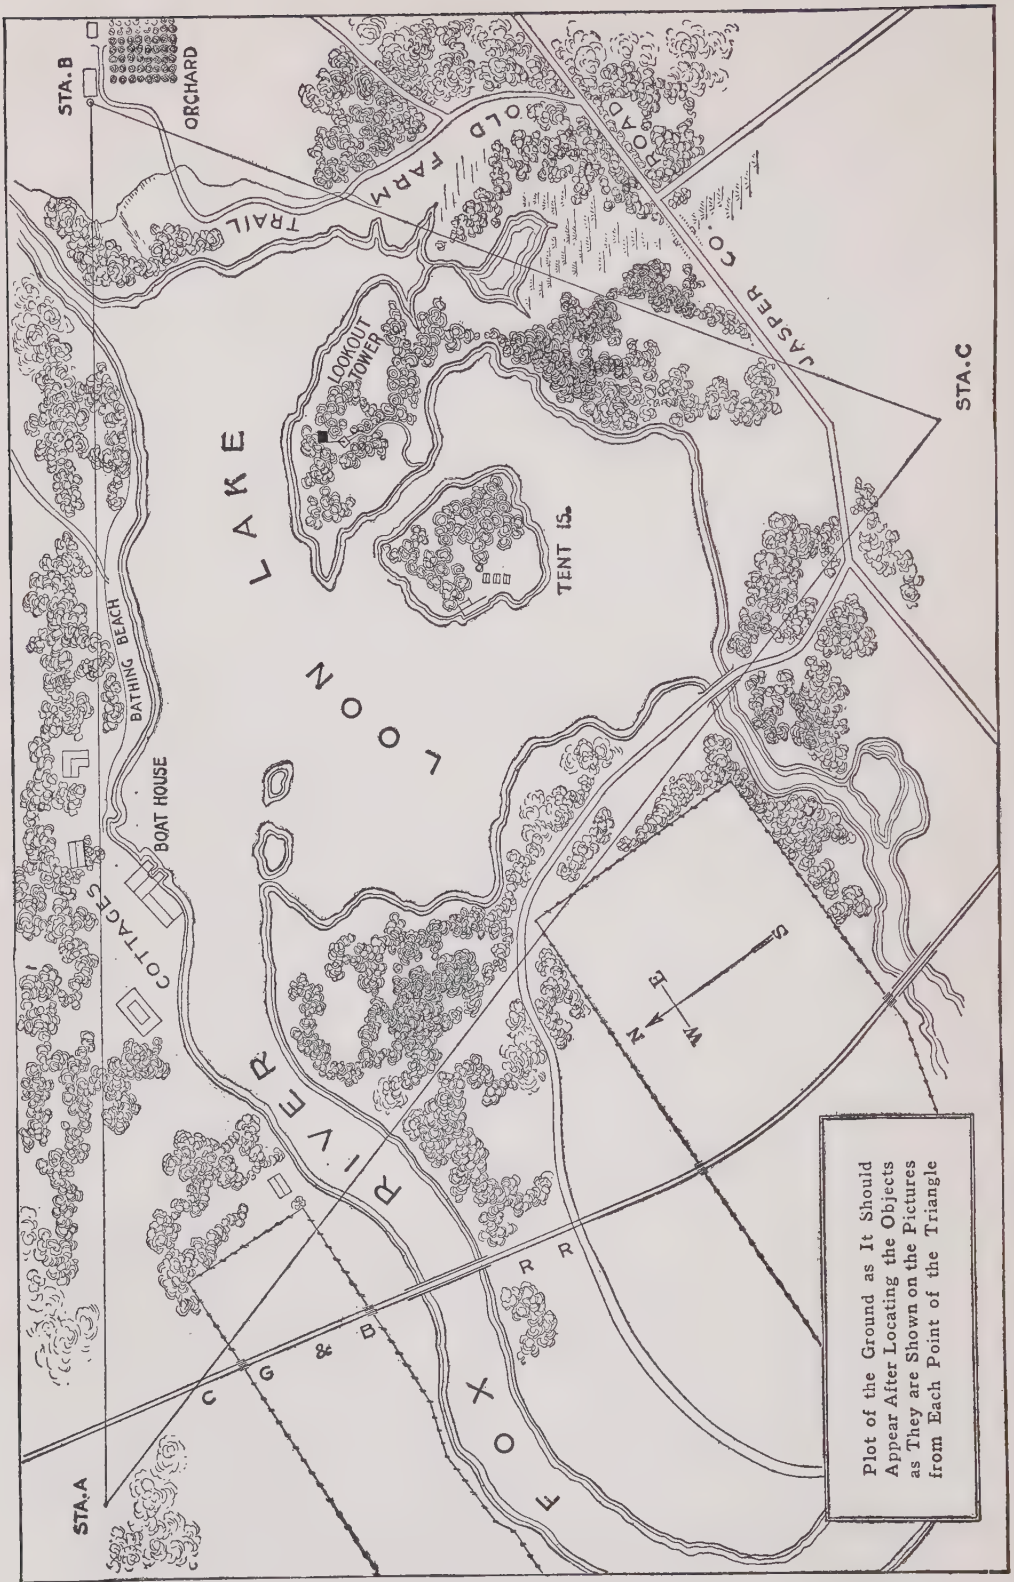 STA. A
STA. B
ORCHARD
BATHING BEACH
BOAT HOUSE
COTTAGES
LOON LAKE
LOOKOUT
TOWER
TENT IS.
OLD FARM TRAIL
JASPER CO. ROAD
STA. C
FOX RIVER
C G & B R R
N
E
W
S
Plot of the Ground as It Should
Appear After Locating the Objects
as They are Shown on the Pictures
from Each Point of the Triangle